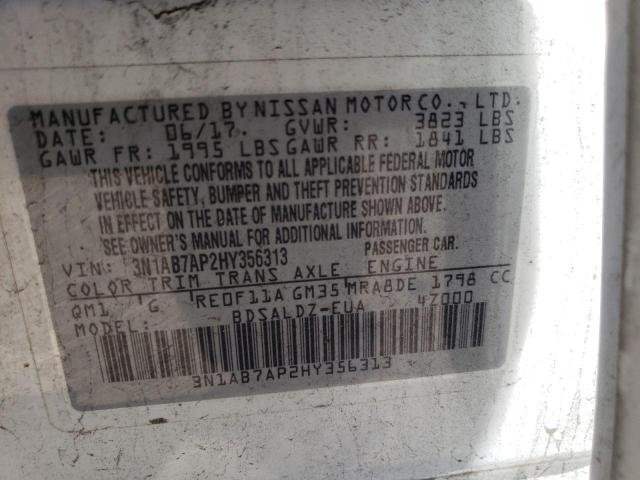 MANUFACTURED BY NISSAN MOTOR CO., LTD.
DATE: 06/17. GVWR: 3823 LBS
GAWR FR: 1995 LBS GAWR RR: 1841 LBS
THIS VEHICLE CONFORMS TO ALL APPLICABLE FEDERAL MOTOR
VEHICLE SAFETY, BUMPER AND THEFT PREVENTION STANDARDS
IN EFFECT ON THE DATE OF MANUFACTURE SHOWN ABOVE.
SEE OWNER'S MANUAL FOR ADDITIONAL INFORMATION.
VIN: 3N1AB7AP2HY356313 PASSENGER CAR
COLOR TRIM TRANS AXLE ENGINE
QM1 G RE0F11A GM35 MRA8DE 1798 CC
MODEL: BDSALDZ-EUA 47000
3N1AB7AP2HY356313